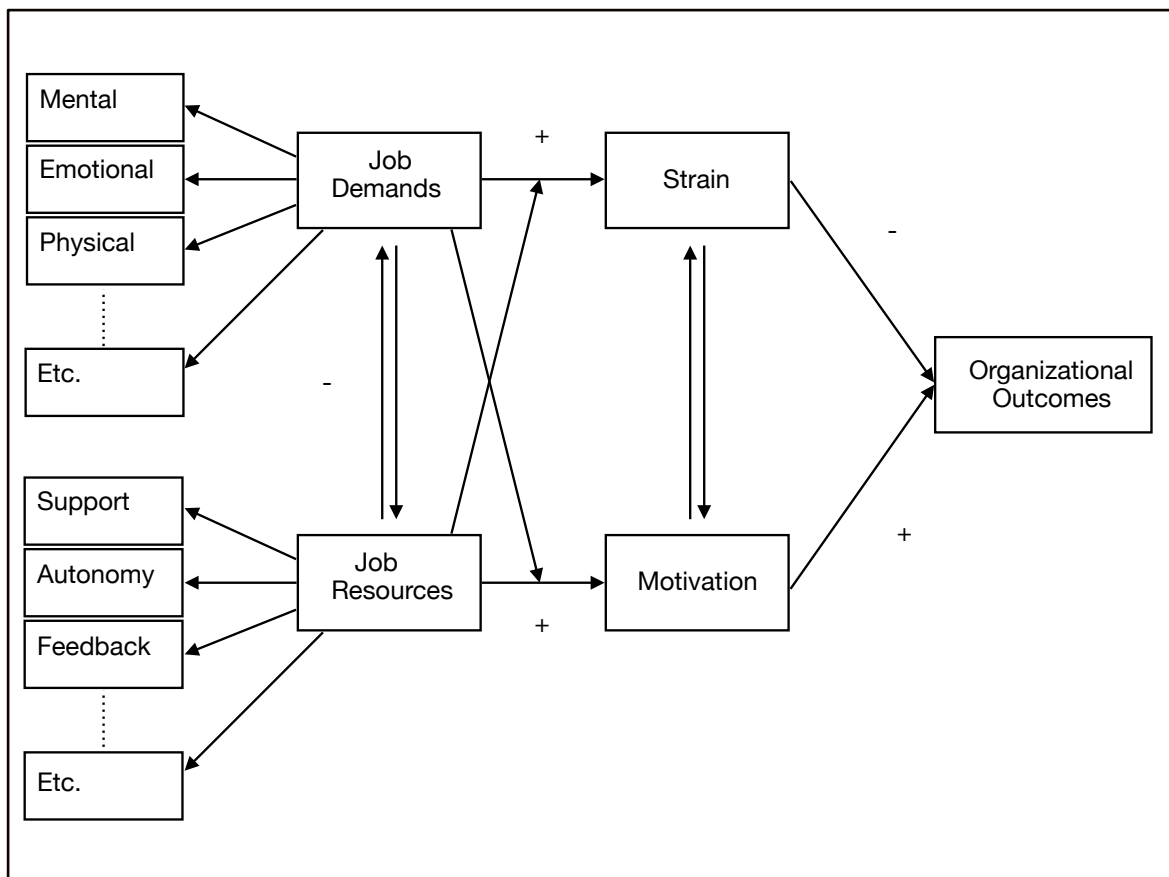 Mental
Emotional
Physical
Etc.
Job
Demands
+
Strain
-
-
Organizational
Outcomes
Support
Autonomy
Feedback
Etc.
Job
Resources
+
Motivation
+